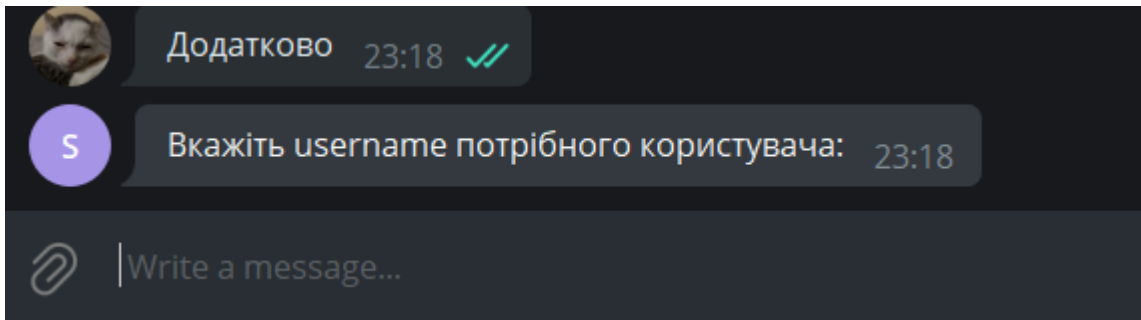 Додатково 23:18
S
Вкажіть username потрібного користувача: 23:18
Write a message...